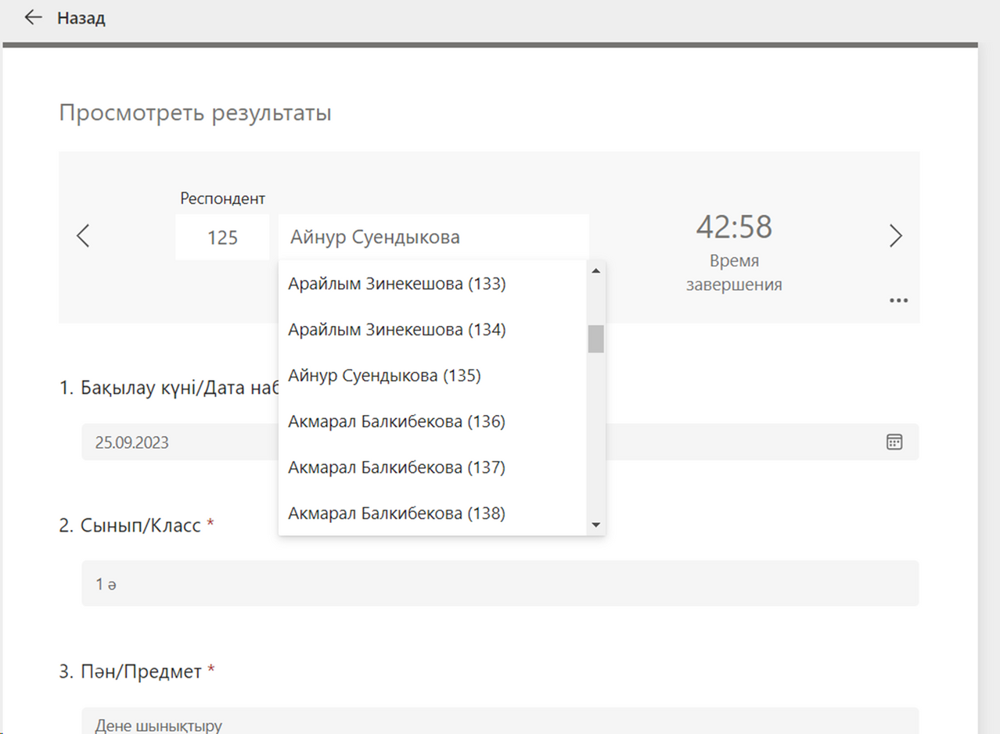 Назад
Просмотреть результаты
Респондент
125
Айнур Суендыкова
42:58
Время
завершения
Арайлым Зинекешова (133)
Арайлым Зинекешова (134)
Айнур Суендыкова (135)
Акмарал Балкибекова (136)
Акмарал Балкибекова (137)
Акмарал Балкибекова (138)
1. Бақылау күні/Дата наб
25.09.2023
2. Сынып/Класс *
1 ә
3. Пән/Предмет *
Дене шынықтыру